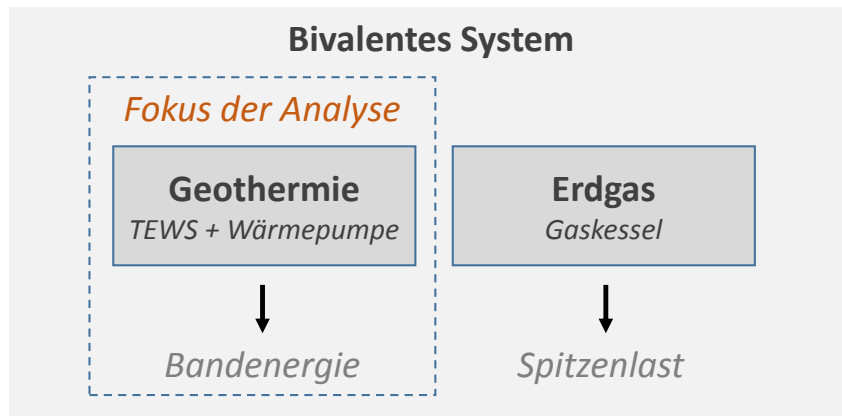 Bivalentes System
Fokus der Analyse
Geothermie
TEWS + Wärmepumpe
Bandenergie
Erdgas
Gaskessel
Spitzenlast